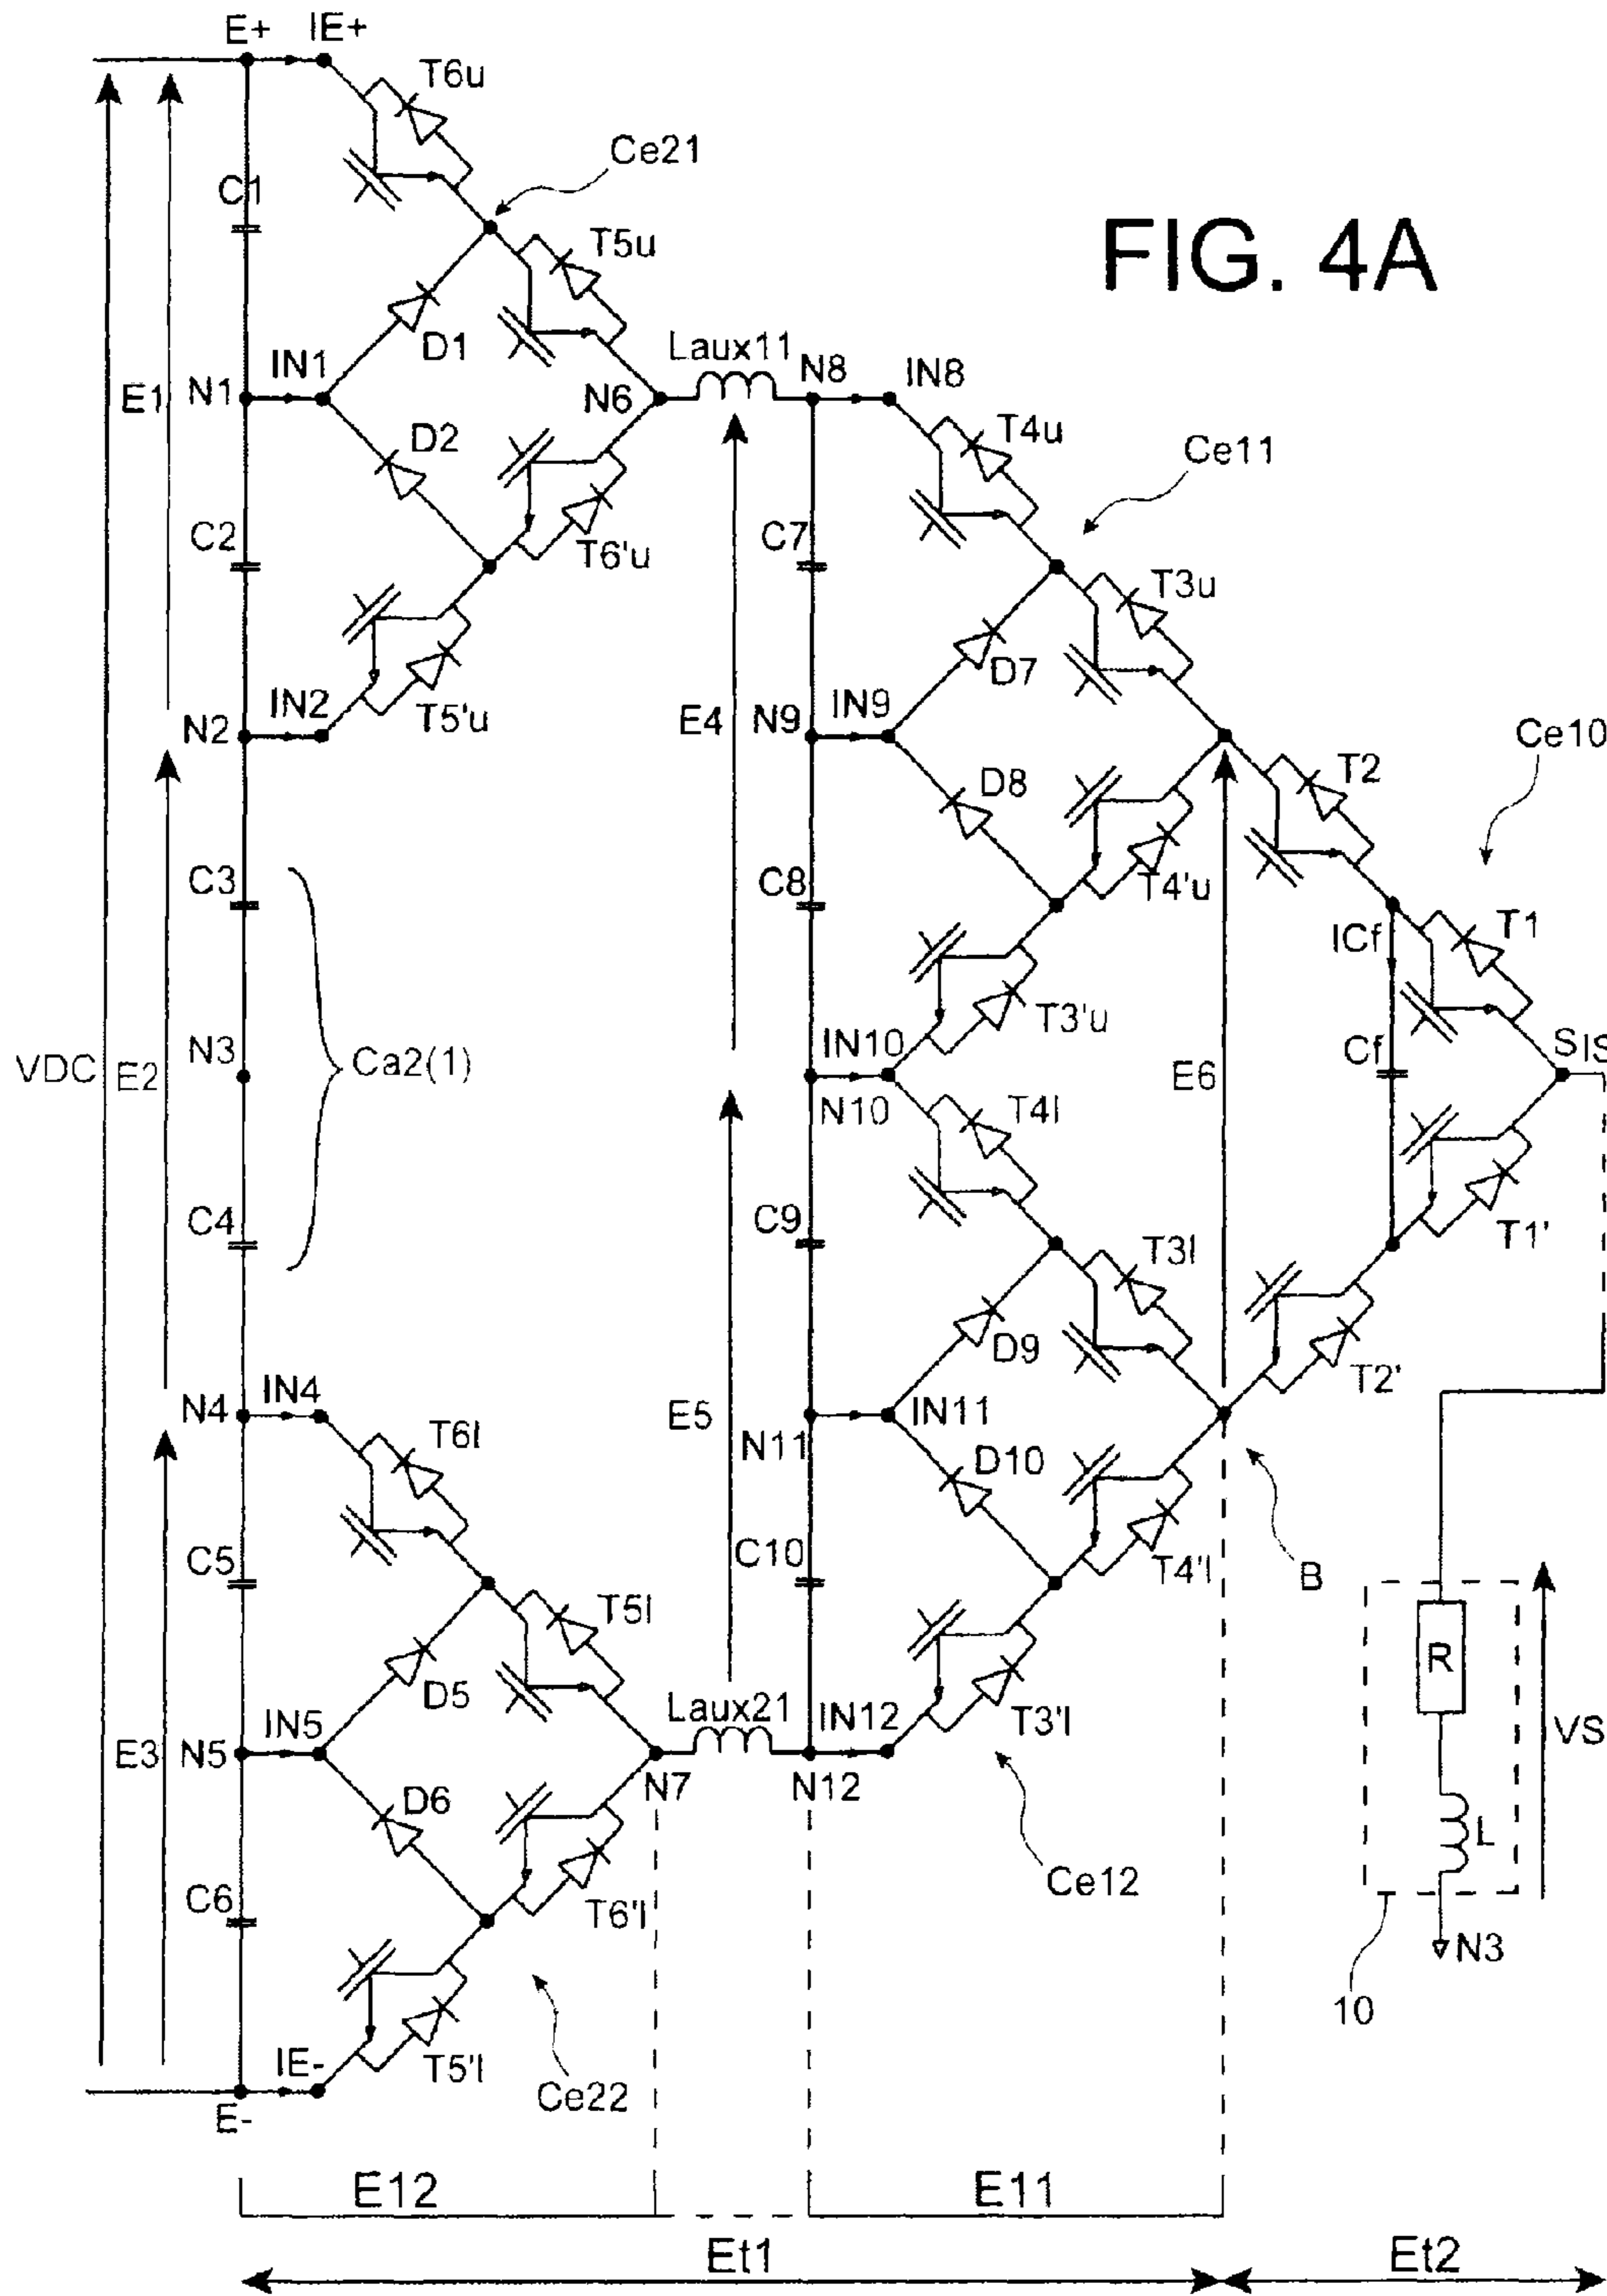 E+ IE+
T6u
Ce21
C1
T5u
FIG. 4A
D1
Laux11
N8 IN8
E1 N1 IN1
N6
D2
T4u
Ce11
C2
T6'u
C7
T3u
D7
IN2
T5'u
N2
E4 N9 IN9
Ce10
T2
D8
C3
C8
T4'u
T1
ICf
T3'u
N3
VDC E2
Ca2(1)
IN10
E6
Cf
S IS
N10
T4l
C4
C9
T3l
T1'
D9
T2'
N4 IN4
E5
IN11
T6l
N11
D10
C5
C10
T4'l
B
T5l
R
D5
Laux21
IN5
IN12
T3'l
VS
E3 N5
N7
N12
D6
L
Ce12
C6
T6'l
N3
10
IE-
T5'l
Ce22
E-
E12
E11
Et1
Et2